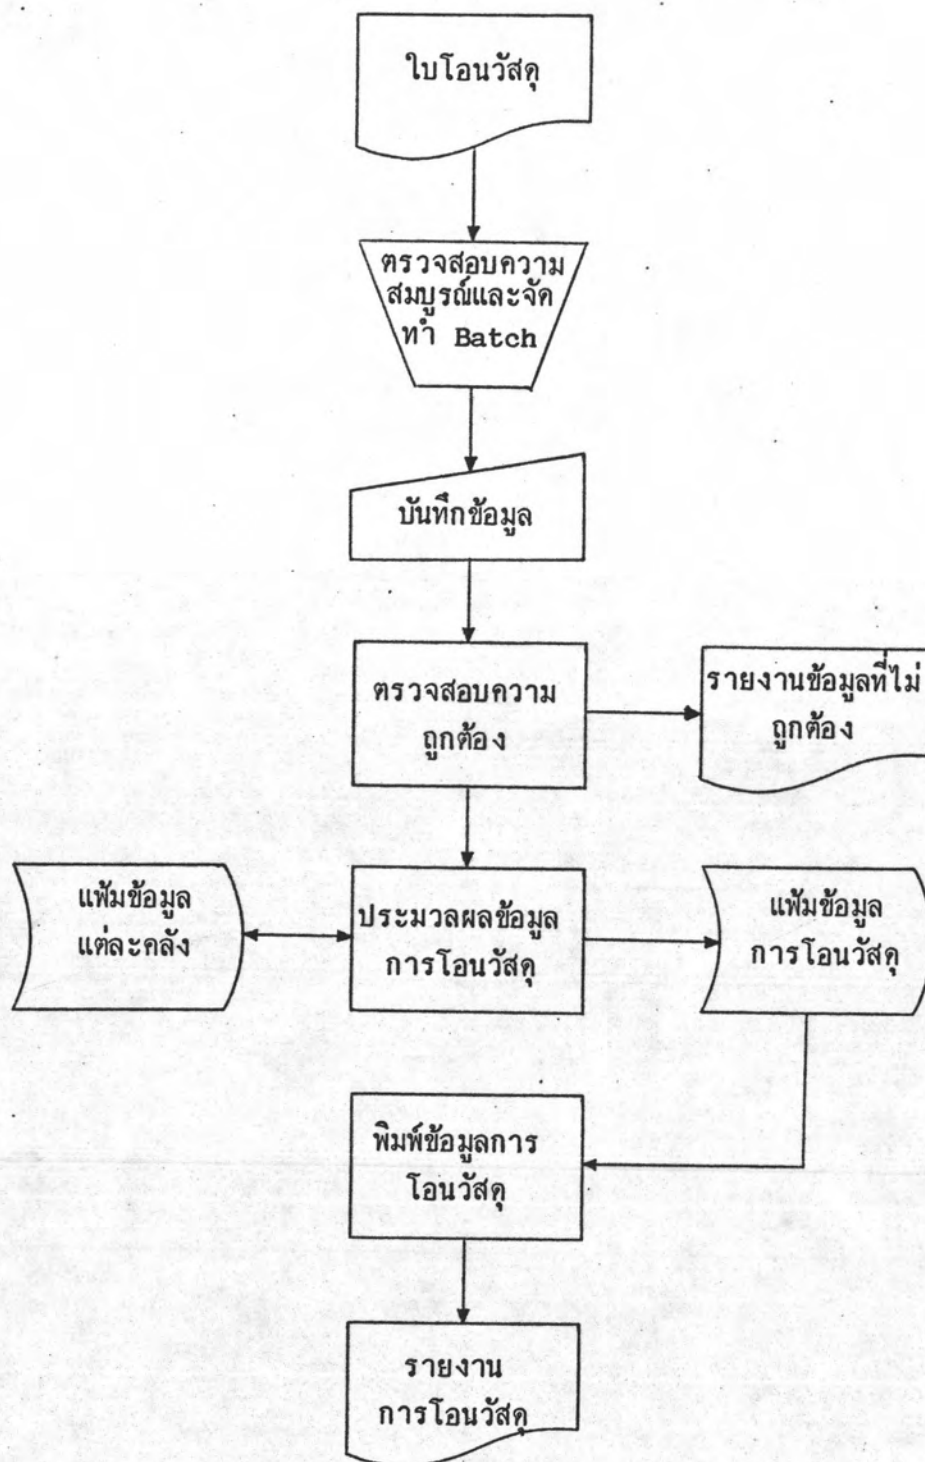 ใบโอนวัสดุ
ตรวจสอบความ
สมบูรณ์และจัด
ทำ Batch
บันทึกข้อมูล
ตรวจสอบความ
ถูกต้อง
รายงานข้อมูลที่ไม่
ถูกต้อง
แฟ้มข้อมูล
แต่ละคลัง
ประมวลผลข้อมูล
การโอนวัสดุ
แฟ้มข้อมูล
การโอนวัสดุ
พิมพ์ข้อมูลการ
โอนวัสดุ
รายงาน
การโอนวัสดุ